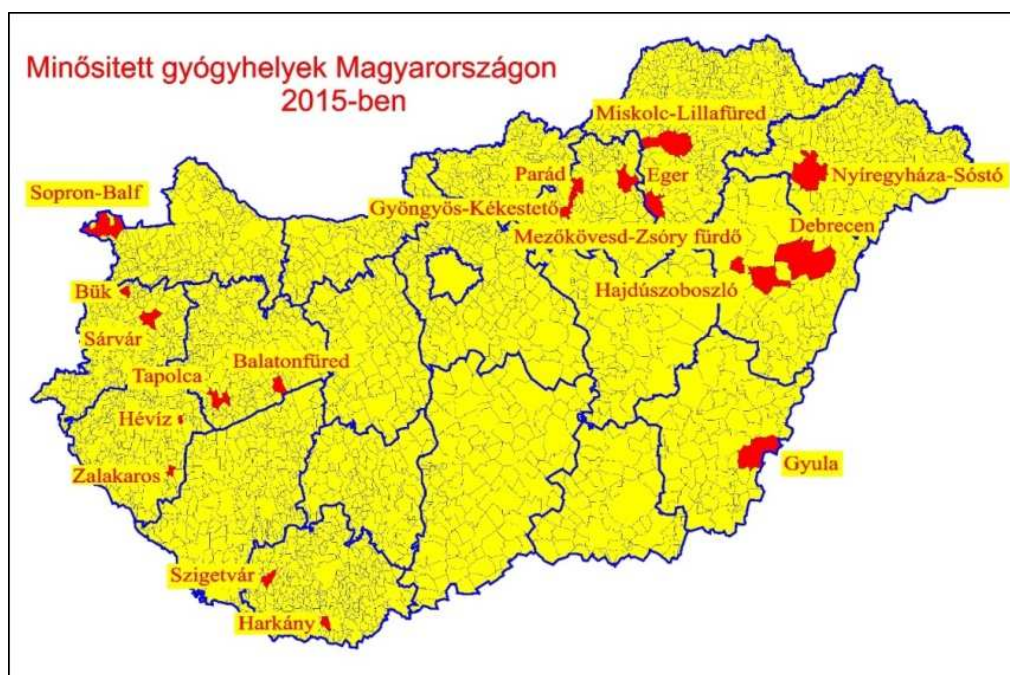 Minősitett gyógyhelyek Magyarországon
2015-ben
Miskolc-Lillafüred
Parád
Eger
Nyíregyháza-Sóstó
Sopron-Balf
Gyöngyös-Kékestető
Debrecen
Mezőkövesd-Zsóry fürdő
Hajdúszoboszló
Bük
Sárvár
Balatonfüred
Tapolca
Hévíz
Zalakaros
Gyula
Szigetvár
Harkány